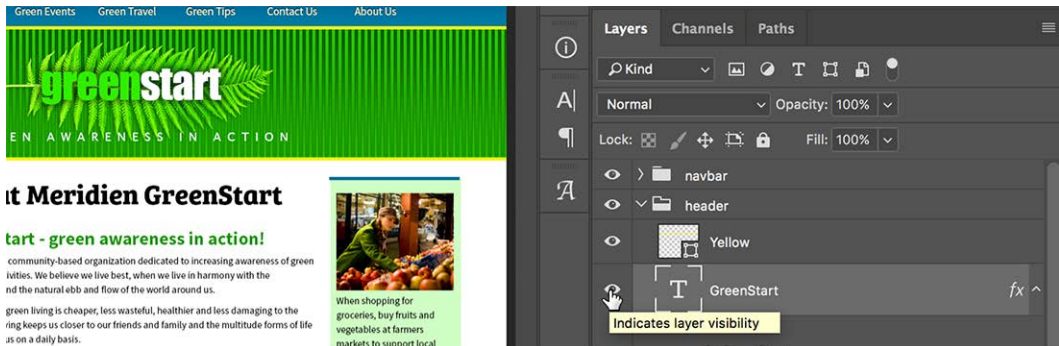 Green Events Green Travel Green Tips Contact Us About Us
greenstart
EN AWARENESS IN ACTION
ut Meridien GreenStart
tart - green awareness in action!
community-based organization dedicated to increasing awareness of green
ivities. We believe we live best, when we live in harmony with the
nd the natural ebb and flow of the world around us.
green living is cheaper, less wasteful, healthier and less damaging to the
ring keeps us closer to our friends and family and the multitude forms of life
us on a daily basis.
When shopping for
groceries, buy fruits and
vegetables at farmers
markets to support local
Layers Channels Paths
Kind
Normal Opacity: 100%
Lock: Fill: 100%
navbar
header
Yellow
T GreenStart fx
Indicates layer visibility